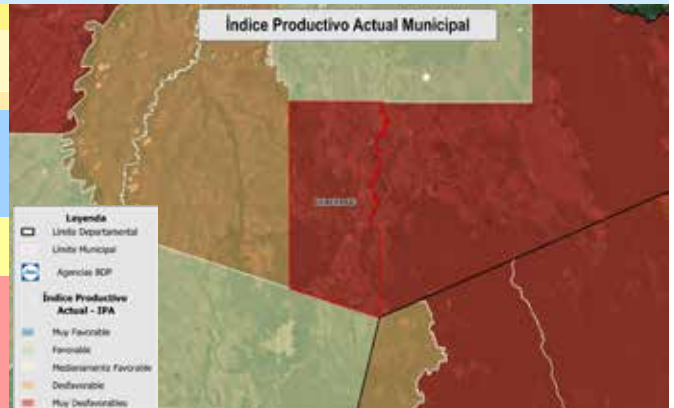 Índice Productivo Actual Municipal
Leyenda
Límite Departamental
Límite Municipal
Agencias BDP
Índice Productivo
Actual - IPA
Muy Favorable
Favorable
Medianamente Favorable
Desfavorable
Muy Desfavorables